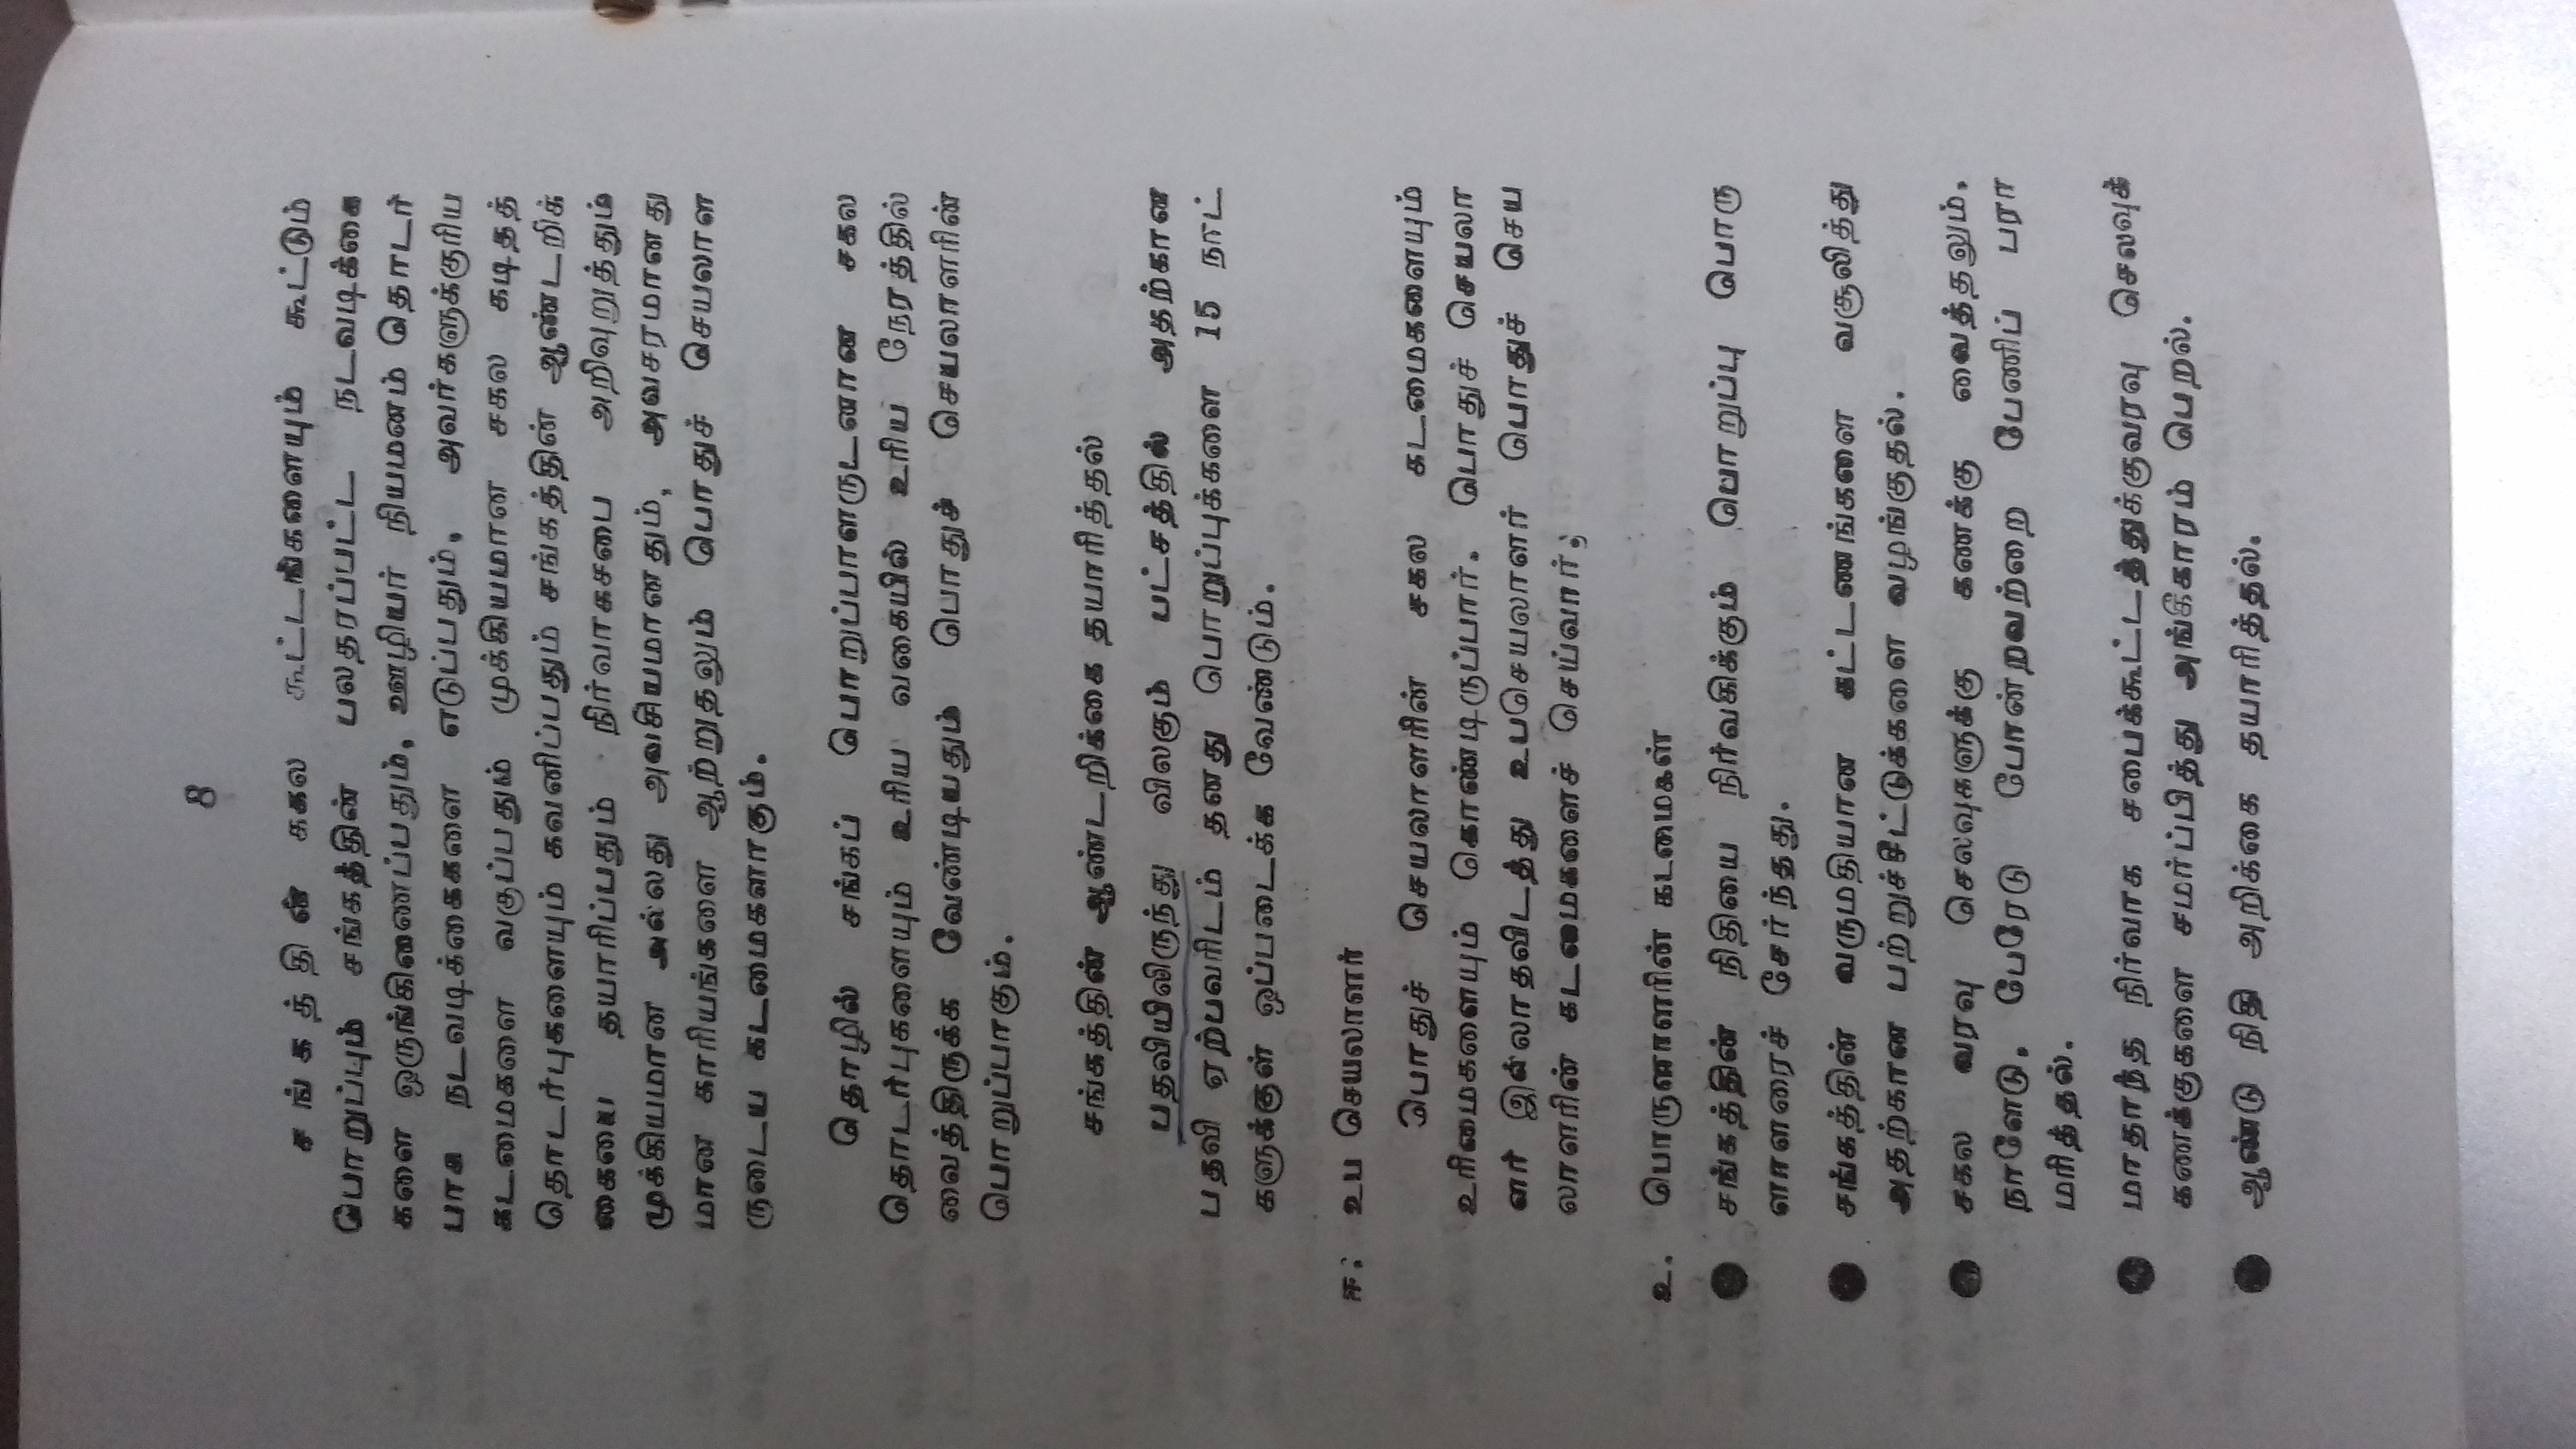 8
சங்கத்தின் சகல கூட்டங்களையும் கூட்டும்
பொறுப்பும் சங்கத்தின் பலதரப்பட்ட நடவடிக்கை
களை ஒருங்கிணைப்பதும், ஊழியர் நியமனம் தொடர்
பாக நடவடிக்கைகளை எடுப்பதும், அவர்களுக்குரிய
கடமைகளை வகுப்பதும் முக்கியமான சகல கடிதத்
தொடர்புகளையும் கவனிப்பதும் சங்கத்தின் ஆண்டறிக்
கையை தயாரிப்பதும் நிர்வாகசபை அறிவுறுத்தும்
முக்கியமான அல்லது அவசியமானதும், அவசரமானது
மான காரியங்களை ஆற்றுதலும் பொதுச் செயலாள
ருடைய கடமைகளாகும்.
தொழில் சங்கப் பொறுப்பாளருடனான சகல
தொடர்புகளையும் உரிய வகையில் உரிய நேரத்தில்
வைத்திருக்க வேண்டியதும் பொதுச் செயலாளரின்
பொறுப்பாகும்.
சங்கத்தின் ஆண்டறிக்கை தயாரித்தல்
பதவியிலிருந்து விலகும் பட்சத்தில் அதற்கான
பதவி ஏற்பவரிடம் தனது பொறுப்புக்களை 15 நாட்
களுக்குள் ஒப்படைக்க வேண்டும்.
ஈ. உப செயலாளர்
பொதுச் செயலாளரின் சகல கடமைகளையும்
உரிமைகளையும் கொண்டிருப்பார். பொதுச் செயலா
ளர் இல்லாதவிடத்து உபசெயலாளர் பொதுச் செய
லாளரின் கடமைகளைச் செய்வார்.
உ. பொருளாளரின் கடமைகள்
● சங்கத்தின் நிதியை நிர்வகிக்கும் பொறுப்பு பொரு
ளாளரைச் சேர்ந்தது.
● சங்கத்தின் வருமதியான கட்டணங்களை வசூலித்து
அதற்கான பற்றுச்சீட்டுக்களை வழங்குதல்.
● சகல வரவு செலவுகளுக்கு கணக்கு வைத்தலும்,
நாளேடு, பேரேடு போன்றவற்றை பேணிப் பரா
மரித்தல்.
● மாதாந்த நிர்வாக சபைக்கூட்டத்துக்குவரவு செலவுக்
கணக்குகளை சமர்ப்பித்து அங்கீகாரம் பெறல்.
● ஆண்டு நிதி அறிக்கை தயாரித்தல்.